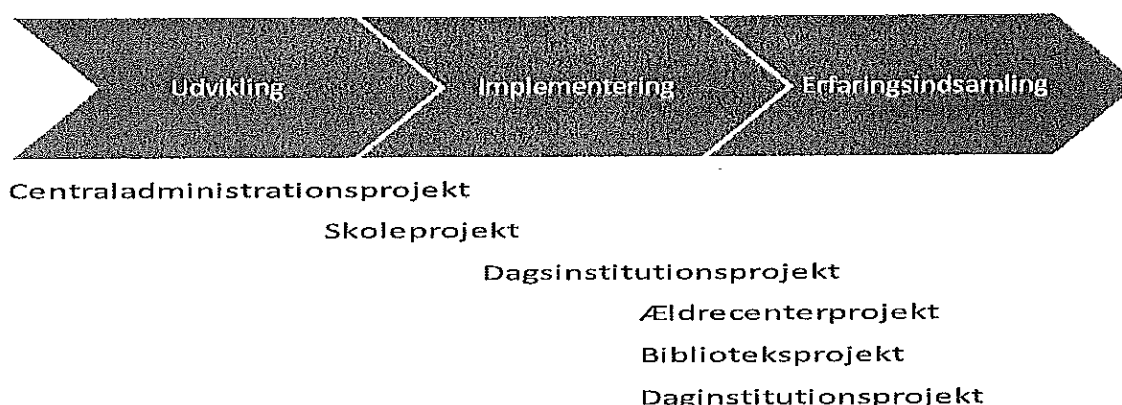 Udvikling
Implementering
Erfaringsindsamling
Centraladministrationsprojekt
Skoleprojekt
Dagsinstitutionsprojekt
Ældrecenterprojekt
Biblioteksprojekt
Daginstitutionsprojekt